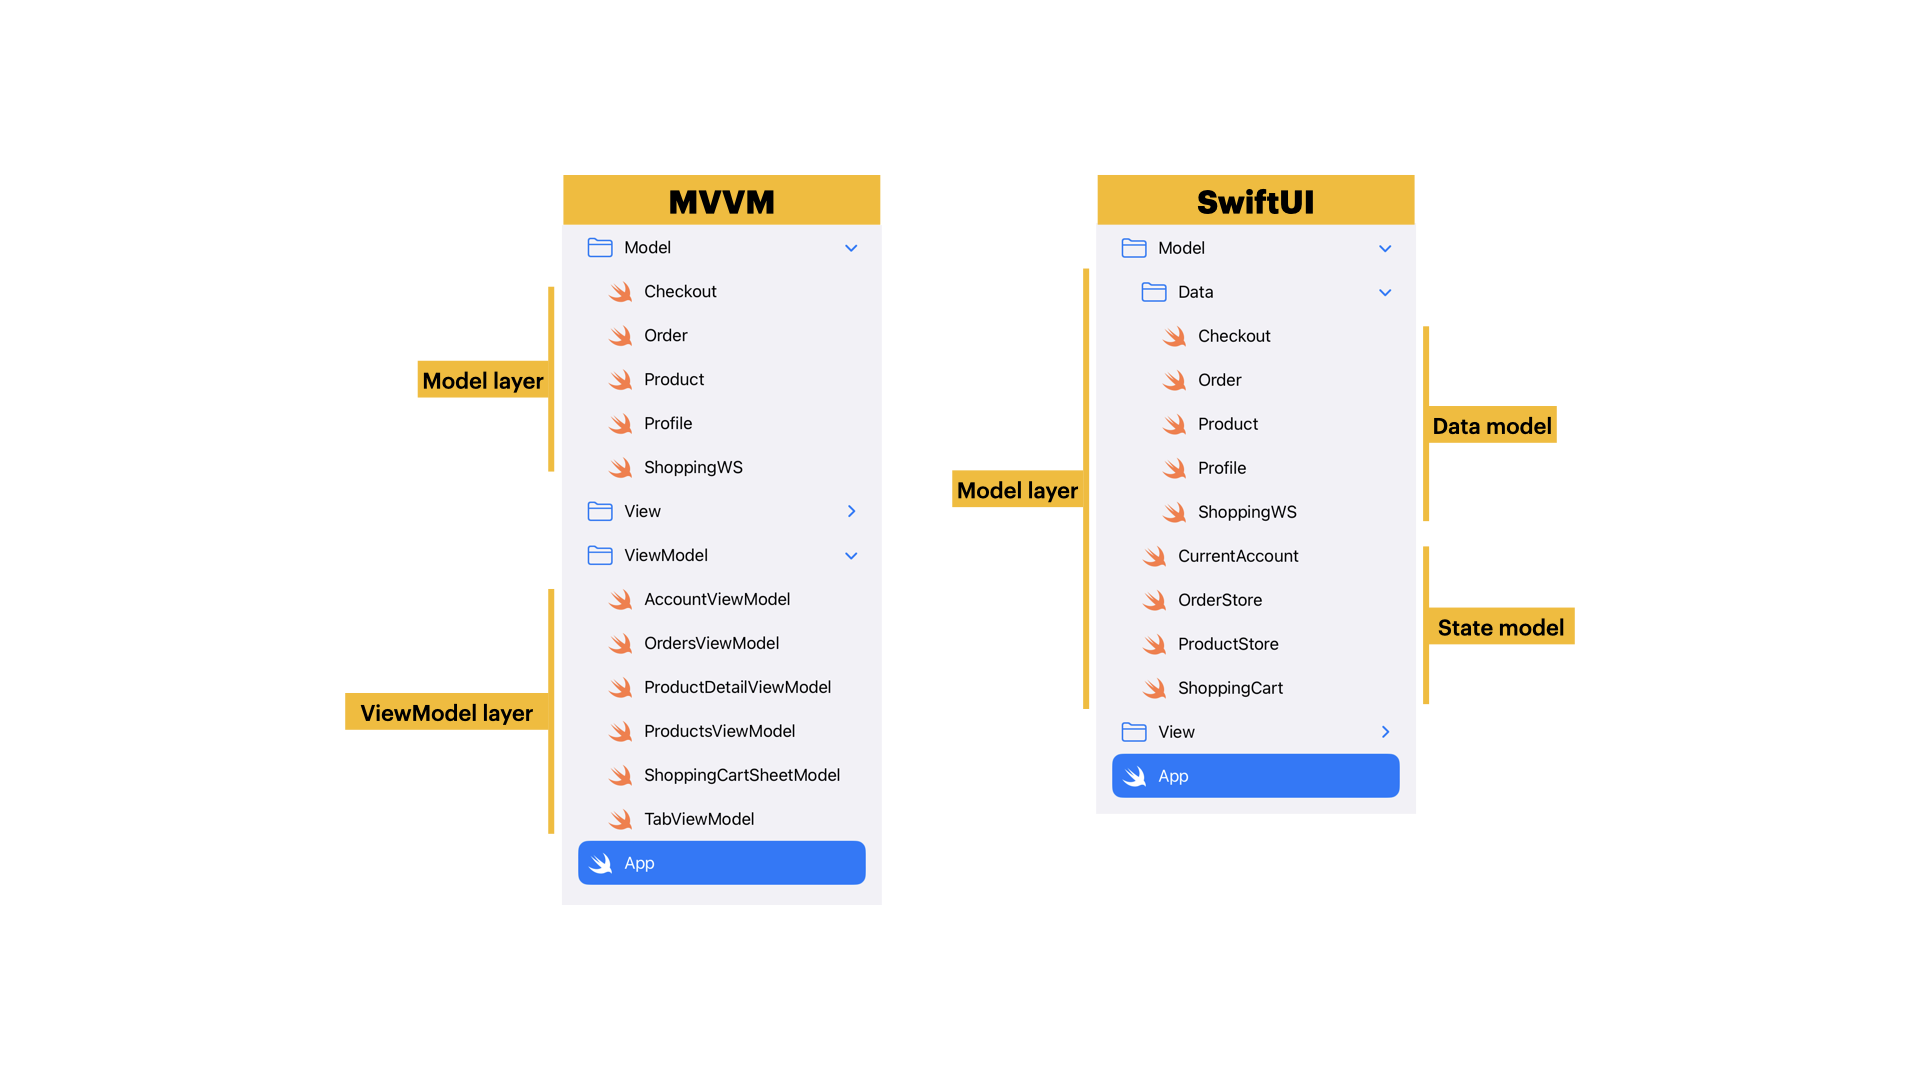 MVVM
Model
Checkout
Order
Product
Profile
ShoppingWS
View
ViewModel
AccountViewModel
OrdersViewModel
ProductDetailViewModel
ProductsViewModel
ShoppingCartSheetModel
TabViewModel
App
Model layer
ViewModel layer
SwiftUI
Model
Data
Checkout
Order
Product
Profile
ShoppingWS
CurrentAccount
OrderStore
ProductStore
ShoppingCart
View
App
Model layer
Data model
State model